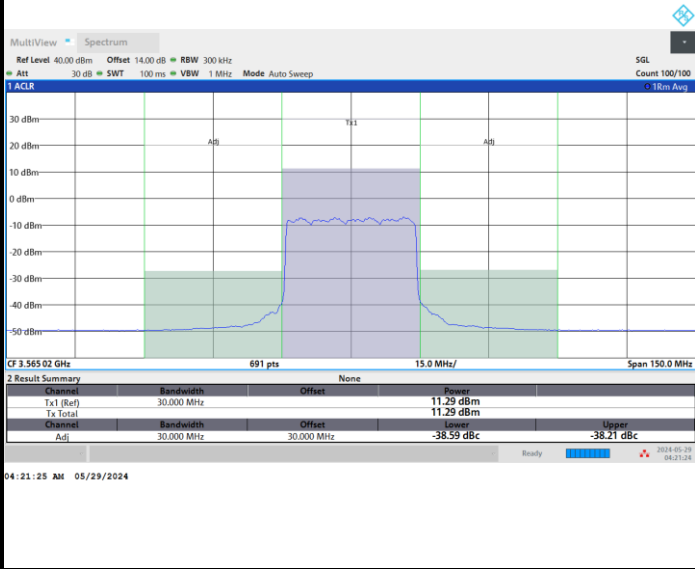 MultiView Spectrum
Ref Level 40.00 dBm Offset 14.00 dB RBW 300 kHz SGL
Att 30 dB SWT 100 ms VBW 1 MHz Mode Auto Sweep Count 100/100
1 ACLR 1Rm Avg
30 dBm
Tx1
20 dBm
Adj Adj
10 dBm
0 dBm
-10 dBm
-20 dBm
-30 dBm
-40 dBm
-50 dBm
CF 3.565 02 GHz 691 pts 15.0 MHz/ Span 150.0 MHz
2 Result Summary None
Channel Bandwidth Offset Power
Tx1 (Ref) 30.000 MHz 11.29 dBm
Tx Total 11.29 dBm
Channel Bandwidth Offset Lower Upper
Adj 30.000 MHz 30.000 MHz -38.59 dBc -38.21 dBc
Ready 2024-05-29
04:21:24
04:21:25 AM 05/29/2024